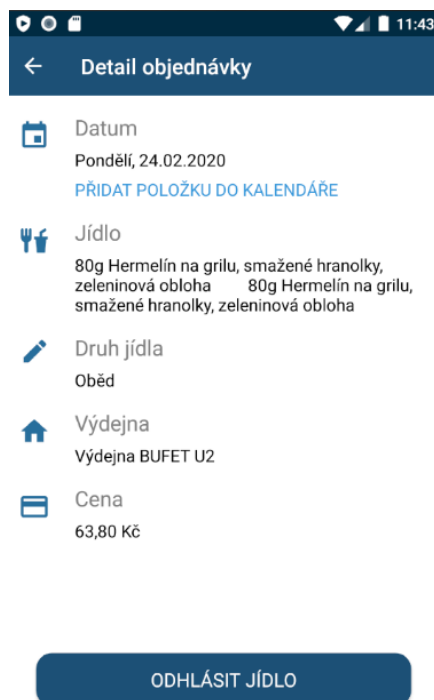 11:43
Detail objednávky
Datum
Pondělí, 24.02.2020
PŘIDAT POLOŽKU DO KALENDÁŘE
Jídlo
80g Hermelín na grilu, smažené hranolky,
zeleninová obloha 80g Hermelín na grilu,
smažené hranolky, zeleninová obloha
Druh jídla
Oběd
Výdejna
Výdejna BUFET U2
Cena
63,80 Kč
ODHLÁSIT JÍDLO